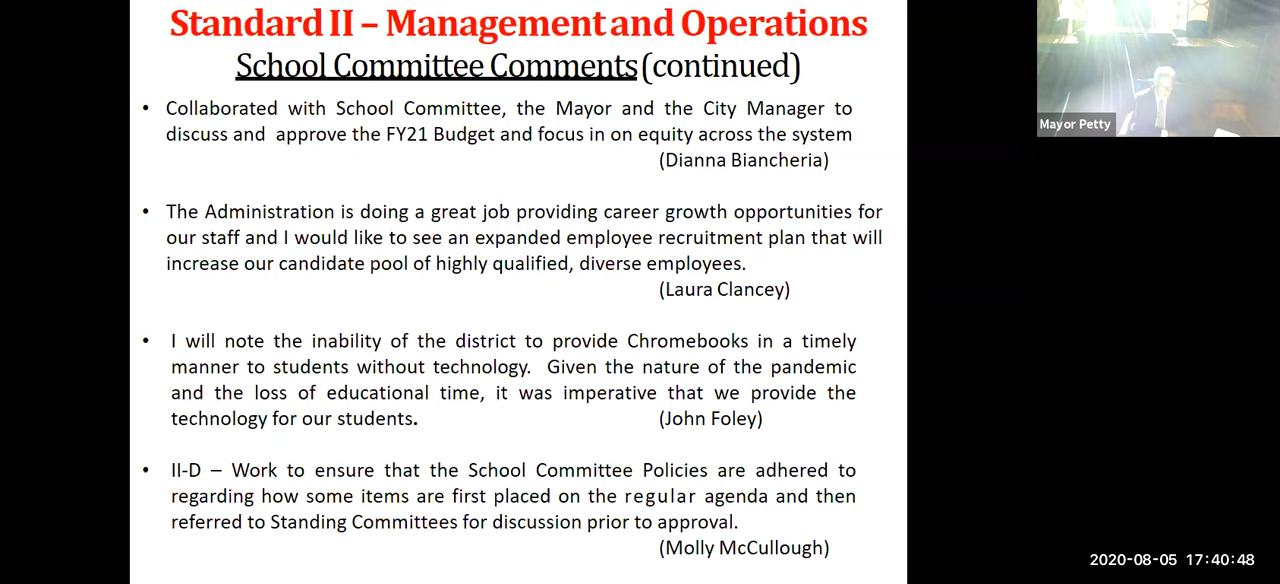 Standard II – Management and Operations
School Committee Comments (continued)
• Collaborated with School Committee, the Mayor and the City Manager to
discuss and approve the FY21 Budget and focus in on equity across the system
(Dianna Biancheria)
• The Administration is doing a great job providing career growth opportunities for
our staff and I would like to see an expanded employee recruitment plan that will
increase our candidate pool of highly qualified, diverse employees.
(Laura Clancey)
• I will note the inability of the district to provide Chromebooks in a timely
manner to students without technology. Given the nature of the pandemic
and the loss of educational time, it was imperative that we provide the
technology for our students. (John Foley)
• II-D – Work to ensure that the School Committee Policies are adhered to
regarding how some items are first placed on the regular agenda and then
referred to Standing Committees for discussion prior to approval.
(Molly McCullough)
Mayor Petty
2020-08-05 17:40:48